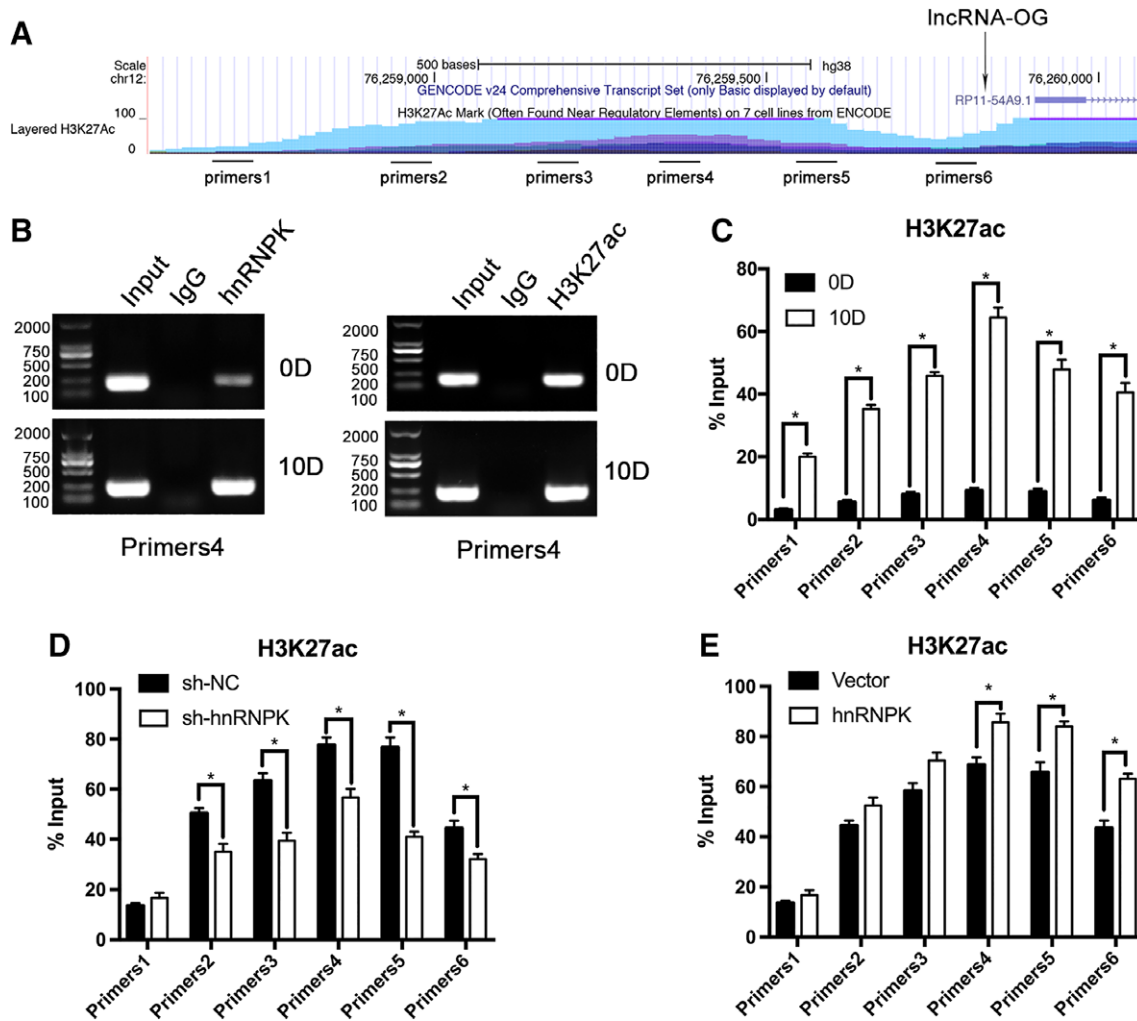 A
lncRNA-OG
Scale
500 bases
hg38
chr12:
76,259,000
76,259,500
76,260,000
GENCODE v24 Comprehensive Transcript Set (only Basic displayed by default)
RP11-54A9.1
H3K27Ac Mark (Often Found Near Regulatory Elements) on 7 cell lines from ENCODE
100
Layered H3K27Ac
0
primers1
primers2
primers3
primers4
primers5
primers6
B
Input
IgG
hnRNPK
2000
750
500
200
100
0D
2000
750
500
200
100
10D
Primers4
Input
IgG
H3K27ac
2000
750
500
200
100
0D
2000
750
500
200
100
10D
Primers4
C
H3K27ac
0D
10D
% Input
80
60
40
20
0
*
*
*
*
*
*
Primers1
Primers2
Primers3
Primers4
Primers5
Primers6
D
H3K27ac
sh-NC
sh-hnRNPK
% Input
100
80
60
40
20
0
*
*
*
*
*
Primers1
Primers2
Primers3
Primers4
Primers5
Primers6
E
H3K27ac
Vector
hnRNPK
% Input
100
80
60
40
20
0
*
*
*
Primers1
Primers2
Primers3
Primers4
Primers5
Primers6